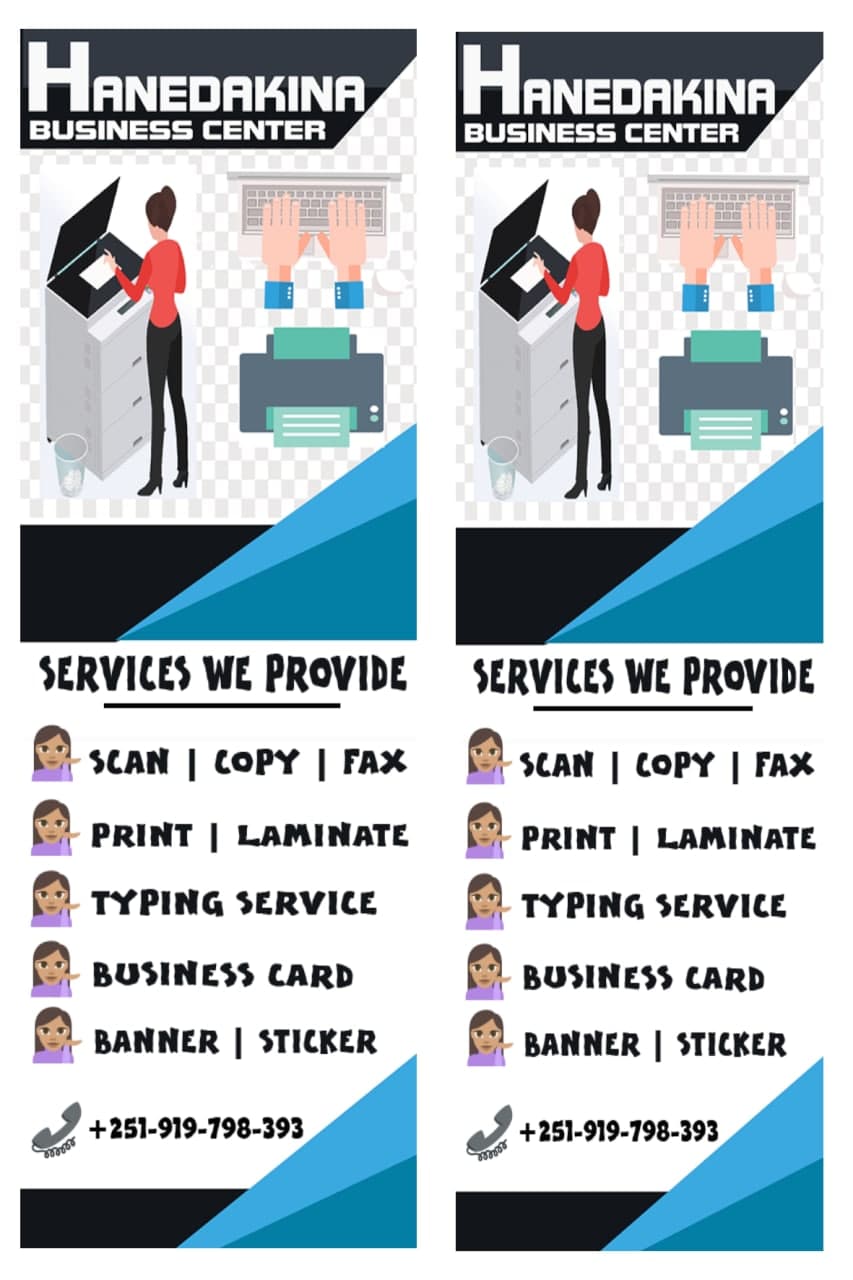 HANEDAKINA
BUSINESS CENTER
SERVICES WE PROVIDE
SCAN | COPY | FAX
PRINT | LAMINATE
TYPING SERVICE
BUSINESS CARD
BANNER | STICKER
+251-919-798-393
HANEDAKINA
BUSINESS CENTER
SERVICES WE PROVIDE
SCAN | COPY | FAX
PRINT | LAMINATE
TYPING SERVICE
BUSINESS CARD
BANNER | STICKER
+251-919-798-393